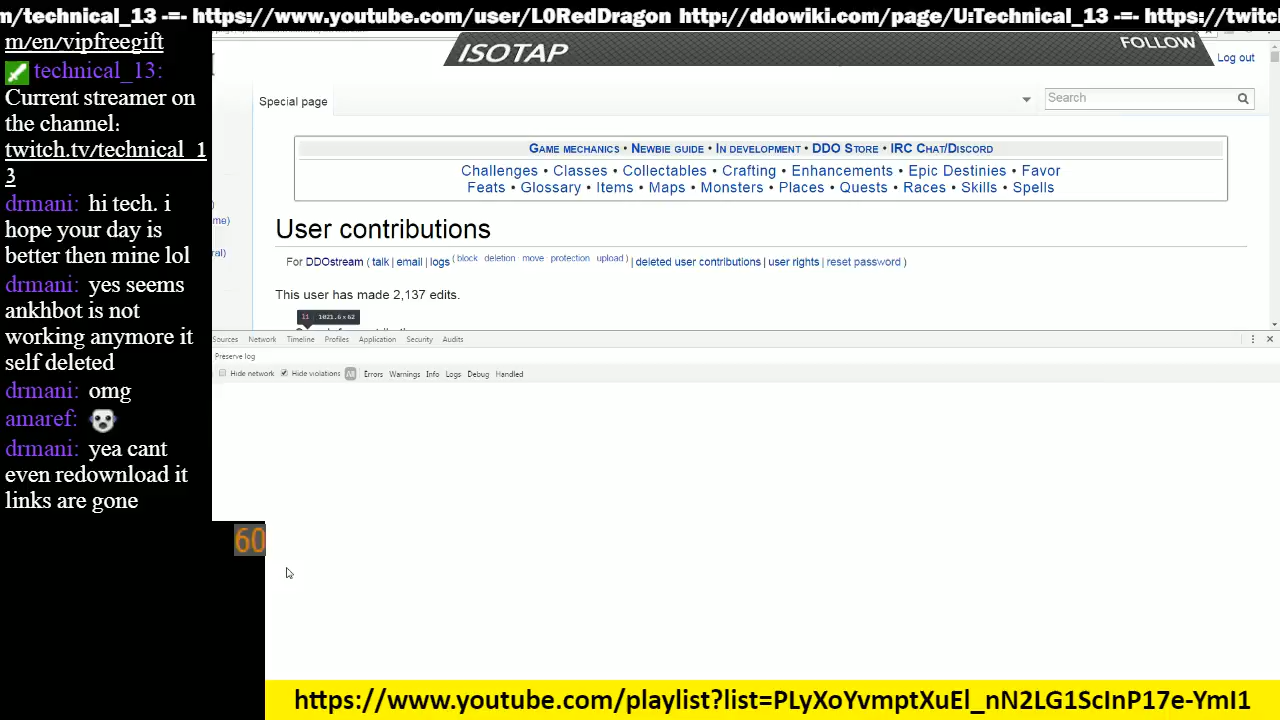 m/technical_13 -=- https://www.youtube.com/user/L0RedDragon http://ddowiki.com/page/U:Technical_13 -=- https://twitc
m/en/vipfreegift
technical_13:
Current streamer on
the channel:
twitch.tv/technical_1
3
drmani: hi tech. i
hope your day is
better then mine lol
drmani: yes seems
ankhbot is not
working anymore it
self deleted
drmani: omg
amaref:
drmani: yea cant
even redownload it
links are gone
60
ISOTAP
FOLLOW
Log out
Special page
Search
Game mechanics • Newbie guide • In development • DDO Store • IRC Chat/Discord
Challenges • Classes • Collectables • Crafting • Enhancements • Epic Destinies • Favor
Feats • Glossary • Items • Maps • Monsters • Places • Quests • Races • Skills • Spells
User contributions
For DDOstream ( talk | email | logs ( block deletion move protection upload ) | deleted user contributions | user rights | reset password )
This user has made 2,137 edits.
li 1021.6 x 62
Sources Network Timeline Profiles Application Security Audits
Preserve log
Hide network Hide violations All Errors Warnings Info Logs Debug Handled
https://www.youtube.com/playlist?list=PLyXoYvmptXuEl_nN2LG1ScInP17e-YmI1